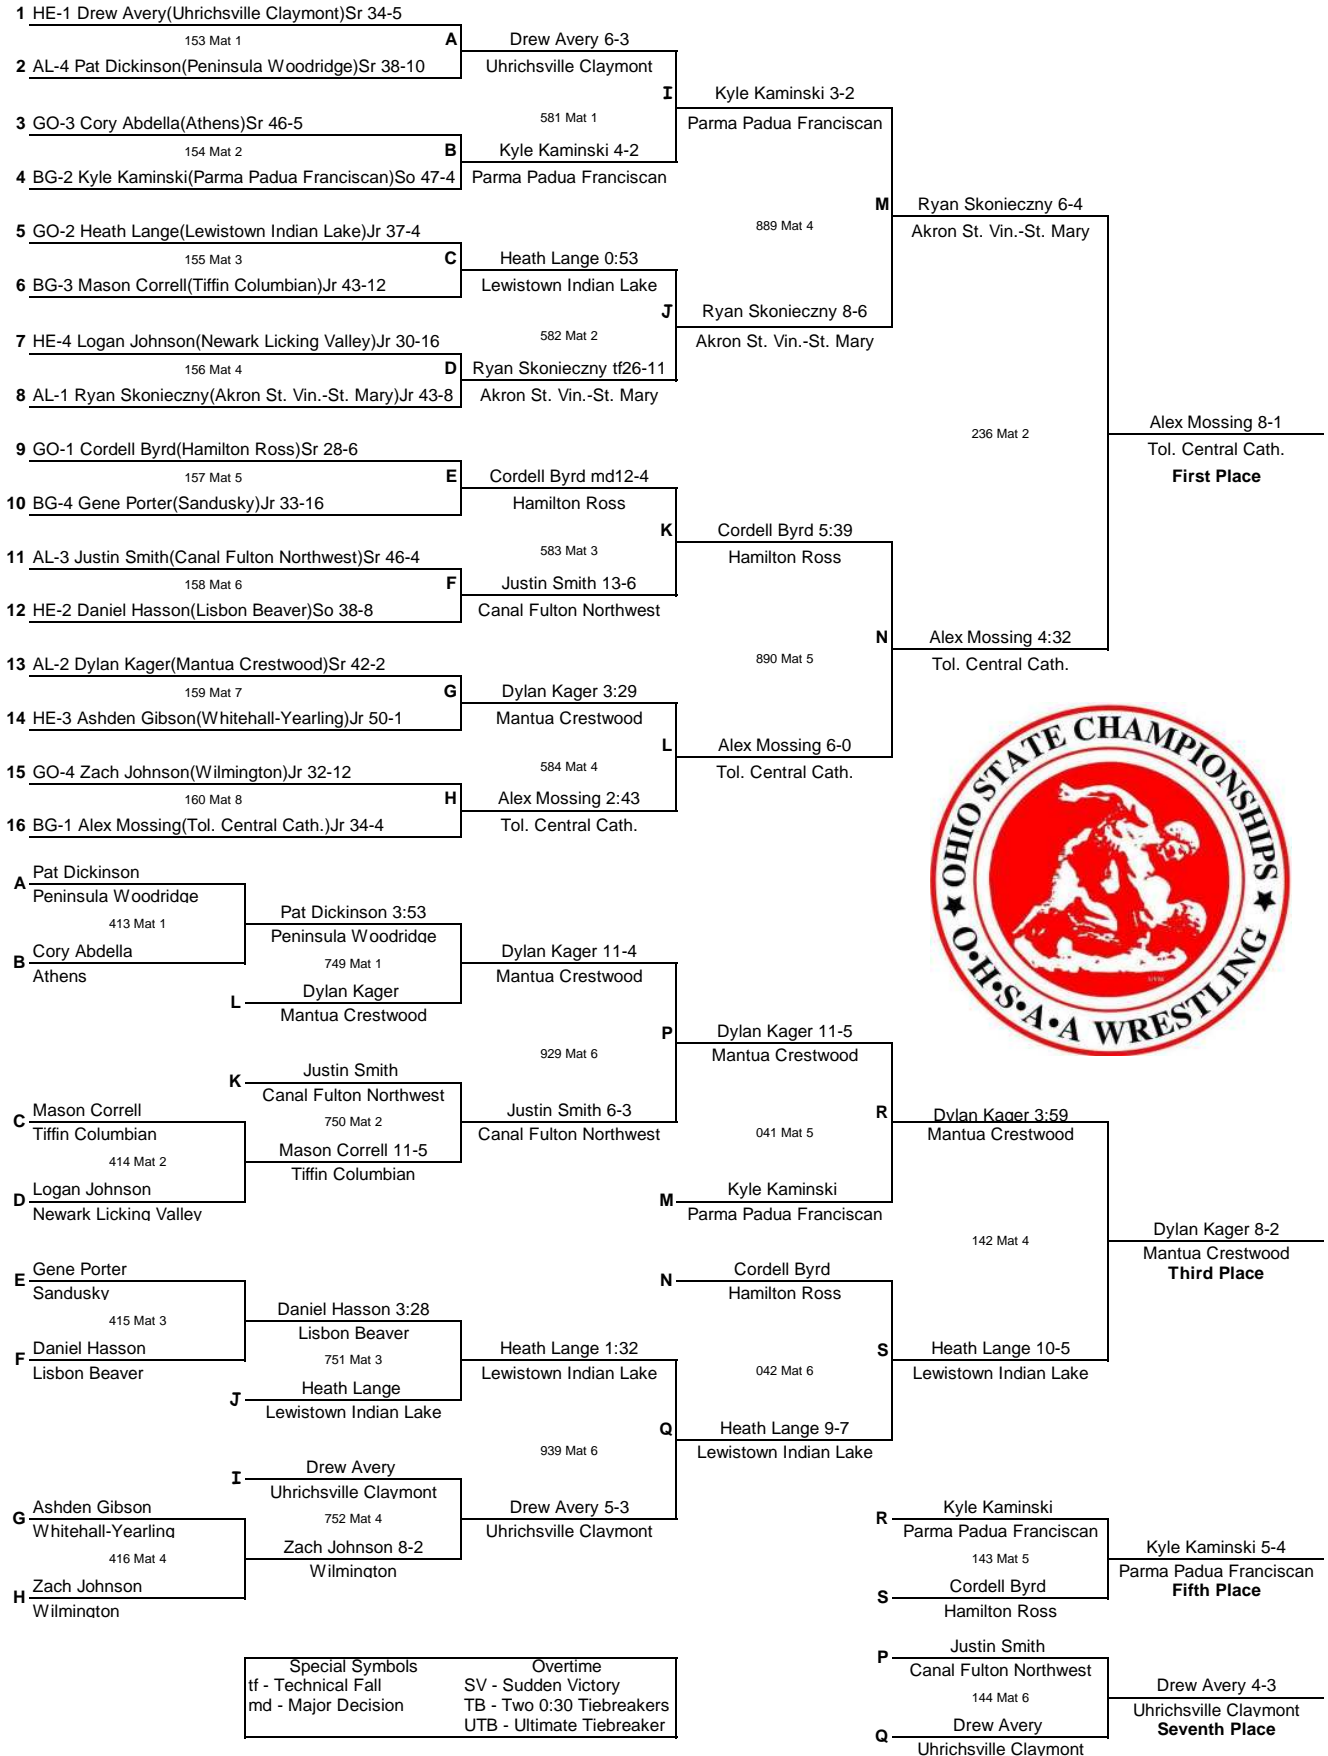 1 HE-1 Drew Avery(Uhrichsville Claymont)Sr 34-5
153 Mat 1
A
2 AL-4 Pat Dickinson(Peninsula Woodridge)Sr 38-10
Drew Avery 6-3
Uhrichsville Claymont
3 GO-3 Cory Abdella(Athens)Sr 46-5
154 Mat 2
B
4 BG-2 Kyle Kaminski(Parma Padua Franciscan)So 47-4
Kyle Kaminski 4-2
Parma Padua Franciscan
I
581 Mat 1
Kyle Kaminski 3-2
Parma Padua Franciscan
5 GO-2 Heath Lange(Lewistown Indian Lake)Jr 37-4
155 Mat 3
C
6 BG-3 Mason Correll(Tiffin Columbian)Jr 43-12
Heath Lange 0:53
Lewistown Indian Lake
7 HE-4 Logan Johnson(Newark Licking Valley)Jr 30-16
156 Mat 4
D
8 AL-1 Ryan Skonieczny(Akron St. Vin.-St. Mary)Jr 43-8
Ryan Skonieczny tf26-11
Akron St. Vin.-St. Mary
J
582 Mat 2
Ryan Skonieczny 8-6
Akron St. Vin.-St. Mary
M
889 Mat 4
Ryan Skonieczny 6-4
Akron St. Vin.-St. Mary
9 GO-1 Cordell Byrd(Hamilton Ross)Sr 28-6
157 Mat 5
E
10 BG-4 Gene Porter(Sandusky)Jr 33-16
Cordell Byrd md12-4
Hamilton Ross
11 AL-3 Justin Smith(Canal Fulton Northwest)Sr 46-4
158 Mat 6
F
12 HE-2 Daniel Hasson(Lisbon Beaver)So 38-8
Justin Smith 13-6
Canal Fulton Northwest
K
583 Mat 3
Cordell Byrd 5:39
Hamilton Ross
13 AL-2 Dylan Kager(Mantua Crestwood)Sr 42-2
159 Mat 7
G
14 HE-3 Ashden Gibson(Whitehall-Yearling)Jr 50-1
Dylan Kager 3:29
Mantua Crestwood
15 GO-4 Zach Johnson(Wilmington)Jr 32-12
160 Mat 8
H
16 BG-1 Alex Mossing(Tol. Central Cath.)Jr 34-4
Alex Mossing 2:43
Tol. Central Cath.
L
584 Mat 4
Alex Mossing 6-0
Tol. Central Cath.
N
890 Mat 5
Alex Mossing 4:32
Tol. Central Cath.
236 Mat 2
Alex Mossing 8-1
Tol. Central Cath.
First Place
★ OHIO STATE CHAMPIONSHIPS ★
O•H•S•A•A WRESTLING
A Pat Dickinson
Peninsula Woodridge
413 Mat 1
B Cory Abdella
Athens
Pat Dickinson 3:53
Peninsula Woodridge
749 Mat 1
L Dylan Kager
Mantua Crestwood
Dylan Kager 11-4
Mantua Crestwood
K Justin Smith
Canal Fulton Northwest
750 Mat 2
C Mason Correll
Tiffin Columbian
414 Mat 2
D Logan Johnson
Newark Licking Valley
Mason Correll 11-5
Tiffin Columbian
Justin Smith 6-3
Canal Fulton Northwest
P
929 Mat 6
Dylan Kager 11-5
Mantua Crestwood
041 Mat 5
M Kyle Kaminski
Parma Padua Franciscan
R
Dylan Kager 3:59
Mantua Crestwood
E Gene Porter
Sandusky
415 Mat 3
F Daniel Hasson
Lisbon Beaver
Daniel Hasson 3:28
Lisbon Beaver
751 Mat 3
J Heath Lange
Lewistown Indian Lake
Heath Lange 1:32
Lewistown Indian Lake
I Drew Avery
Uhrichsville Claymont
752 Mat 4
G Ashden Gibson
Whitehall-Yearling
416 Mat 4
H Zach Johnson
Wilmington
Zach Johnson 8-2
Wilmington
Drew Avery 5-3
Uhrichsville Claymont
Q
939 Mat 6
N Cordell Byrd
Hamilton Ross
042 Mat 6
Heath Lange 9-7
Lewistown Indian Lake
S
Heath Lange 10-5
Lewistown Indian Lake
142 Mat 4
Dylan Kager 8-2
Mantua Crestwood
Third Place
R Kyle Kaminski
Parma Padua Franciscan
143 Mat 5
S Cordell Byrd
Hamilton Ross
Kyle Kaminski 5-4
Parma Padua Franciscan
Fifth Place
P Justin Smith
Canal Fulton Northwest
144 Mat 6
Q Drew Avery
Uhrichsville Claymont
Drew Avery 4-3
Uhrichsville Claymont
Seventh Place
Special Symbols
tf - Technical Fall
md - Major Decision
Overtime
SV - Sudden Victory
TB - Two 0:30 Tiebreakers
UTB - Ultimate Tiebreaker